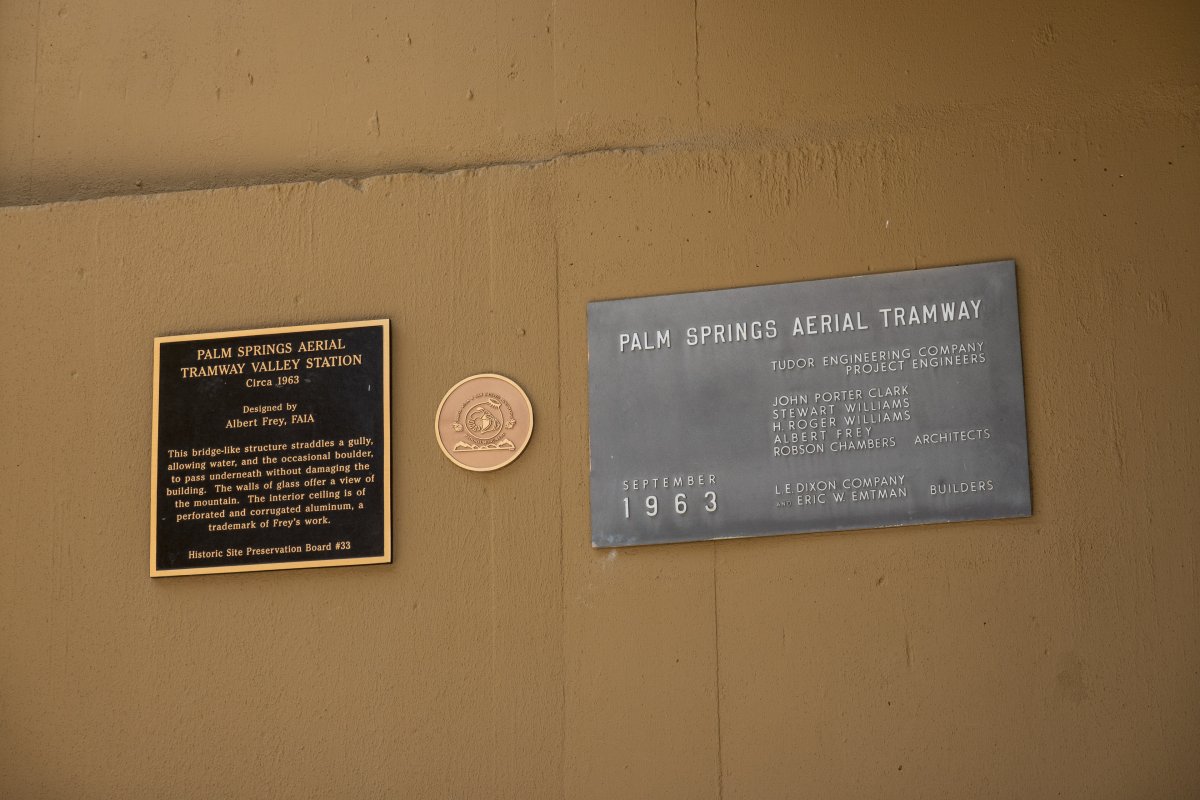 PALM SPRINGS AERIAL
TRAMWAY VALLEY STATION
Circa 1963
Designed by
Albert Frey, FAIA
This bridge-like structure straddles a gully,
allowing water, and the occasional boulder,
to pass underneath without damaging the
building. The walls of glass offer a view of
the mountain. The interior ceiling is of
perforated and corrugated aluminum, a
trademark of Frey's work.
Historic Site Preservation Board #33
PALM SPRINGS AERIAL TRAMWAY
TUDOR ENGINEERING COMPANY
PROJECT ENGINEERS
JOHN PORTER CLARK
STEWART WILLIAMS
H. ROGER WILLIAMS
ALBERT FREY
ROBSON CHAMBERS ARCHITECTS
SEPTEMBER
1963
L. E. DIXON COMPANY
AND ERIC W. EMTMAN BUILDERS